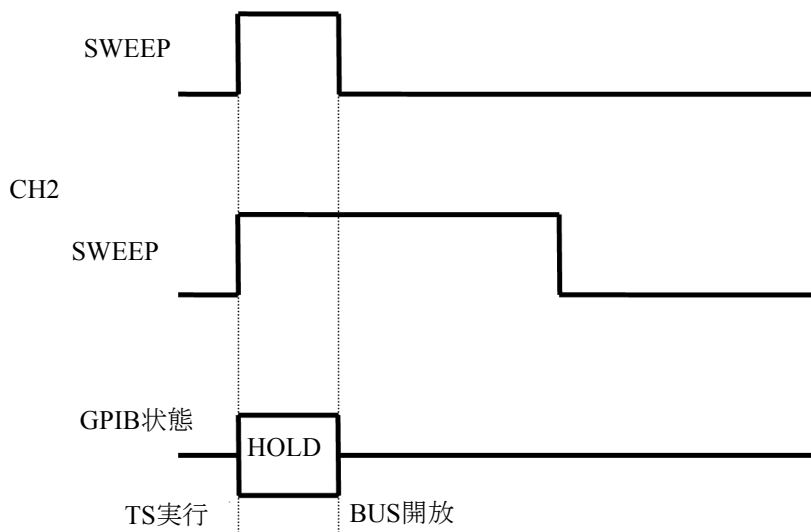 SWEEP
CH2
SWEEP
GPIB状態
HOLD
TS実行
BUS開放